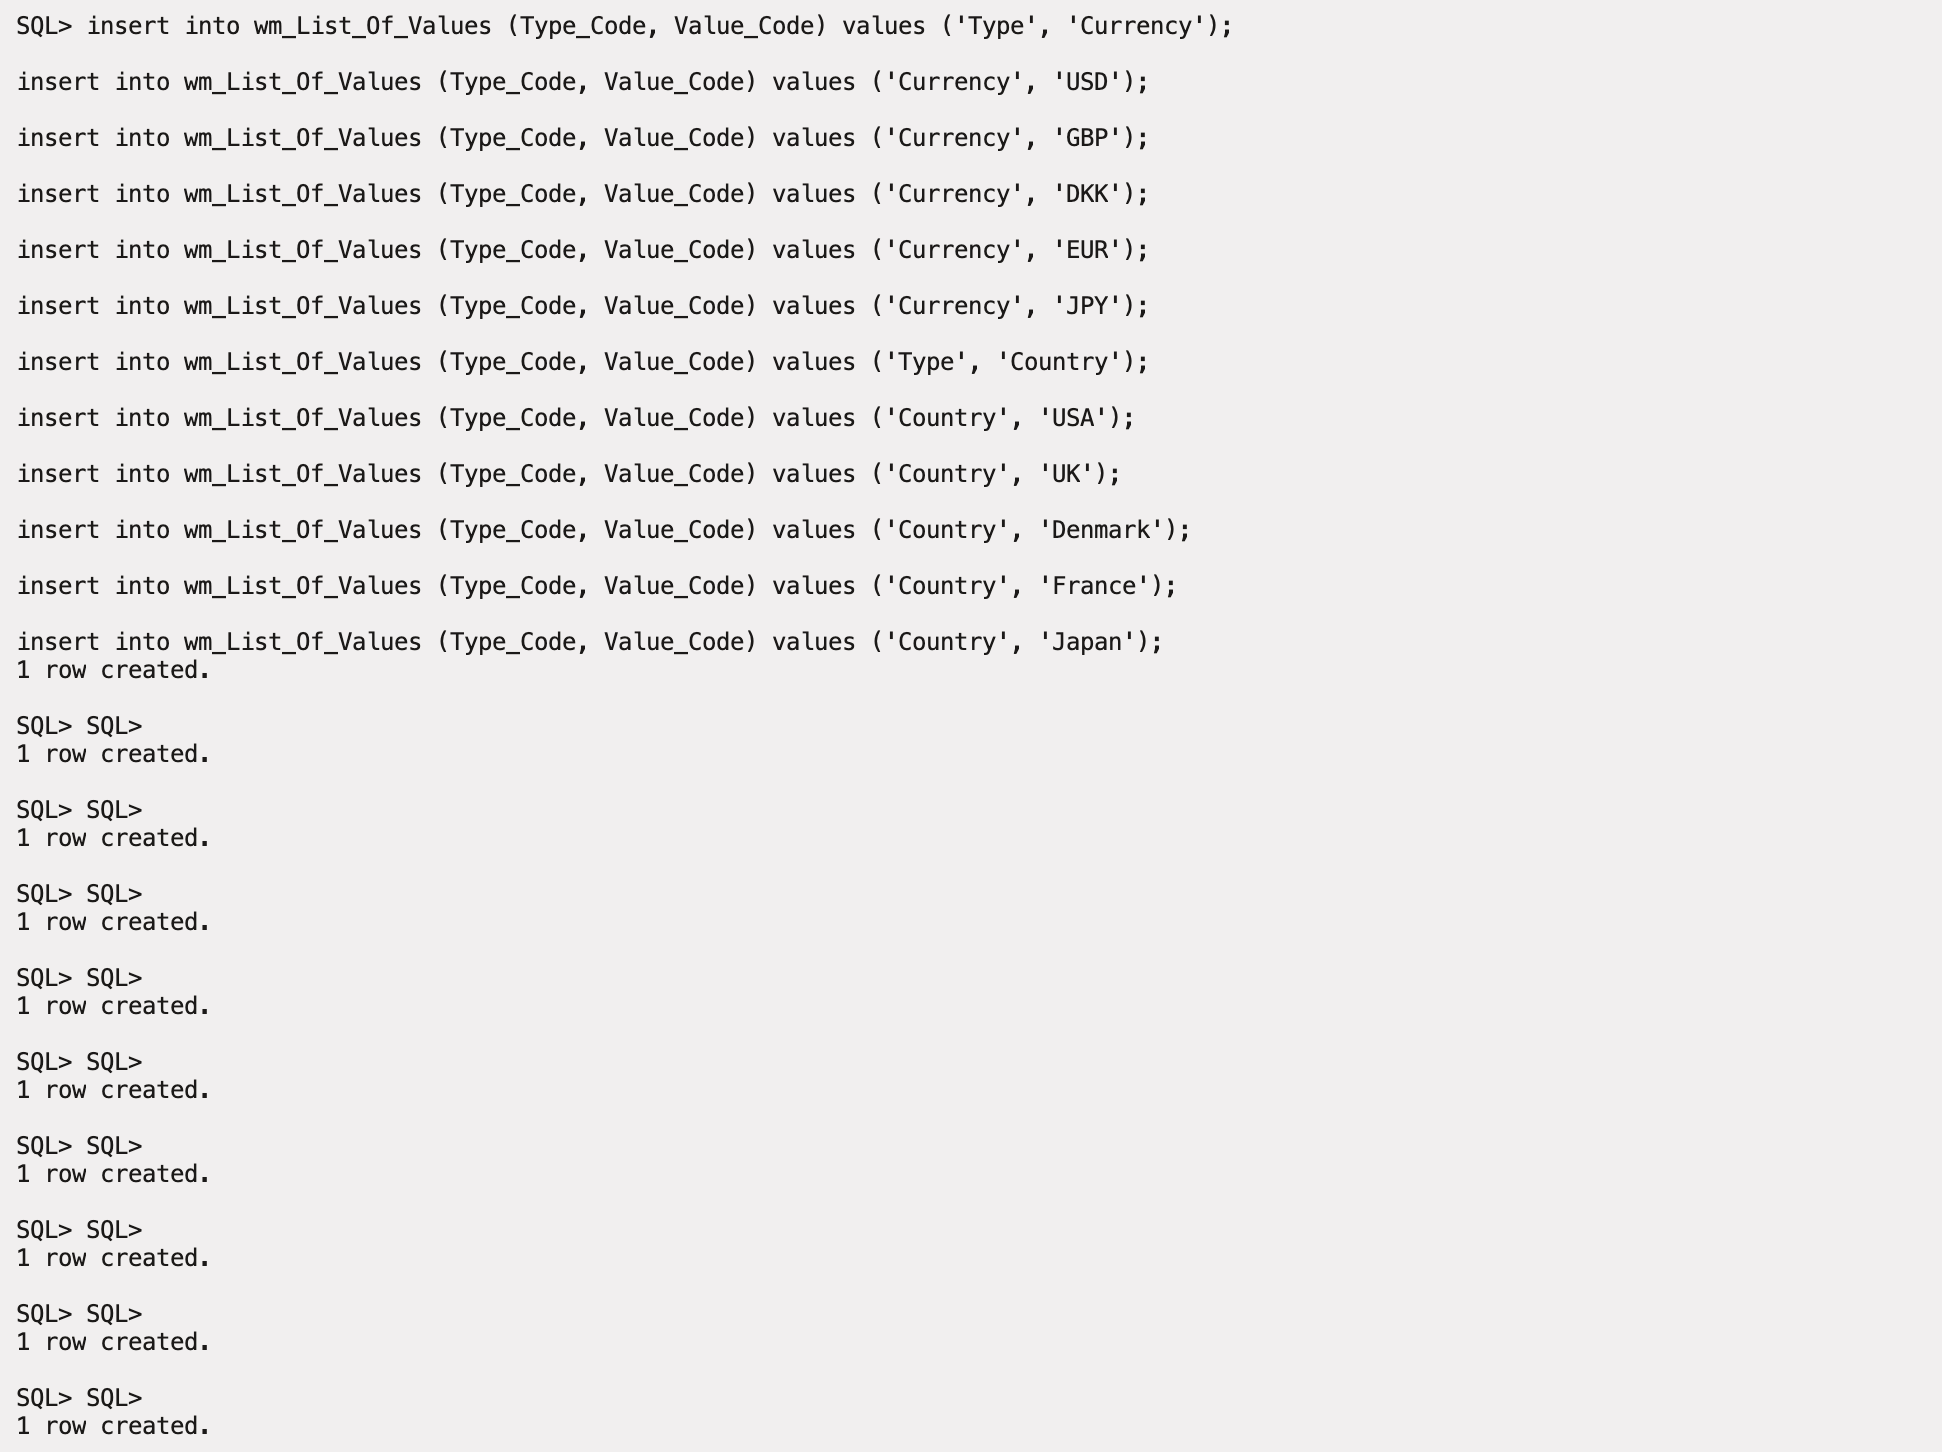 SQL> insert into wm_List_Of_Values (Type_Code, Value_Code) values ('Type', 'Currency');
insert into wm_List_Of_Values (Type_Code, Value_Code) values ('Currency', 'USD');
insert into wm_List_Of_Values (Type_Code, Value_Code) values ('Currency', 'GBP');
insert into wm_List_Of_Values (Type_Code, Value_Code) values ('Currency', 'DKK');
insert into wm_List_Of_Values (Type_Code, Value_Code) values ('Currency', 'EUR');
insert into wm_List_Of_Values (Type_Code, Value_Code) values ('Currency', 'JPY');
insert into wm_List_Of_Values (Type_Code, Value_Code) values ('Type', 'Country');
insert into wm_List_Of_Values (Type_Code, Value_Code) values ('Country', 'USA');
insert into wm_List_Of_Values (Type_Code, Value_Code) values ('Country', 'UK');
insert into wm_List_Of_Values (Type_Code, Value_Code) values ('Country', 'Denmark');
insert into wm_List_Of_Values (Type_Code, Value_Code) values ('Country', 'France');
insert into wm_List_Of_Values (Type_Code, Value_Code) values ('Country', 'Japan');
1 row created.
SQL> SQL>
1 row created.
SQL> SQL>
1 row created.
SQL> SQL>
1 row created.
SQL> SQL>
1 row created.
SQL> SQL>
1 row created.
SQL> SQL>
1 row created.
SQL> SQL>
1 row created.
SQL> SQL>
1 row created.
SQL> SQL>
1 row created.